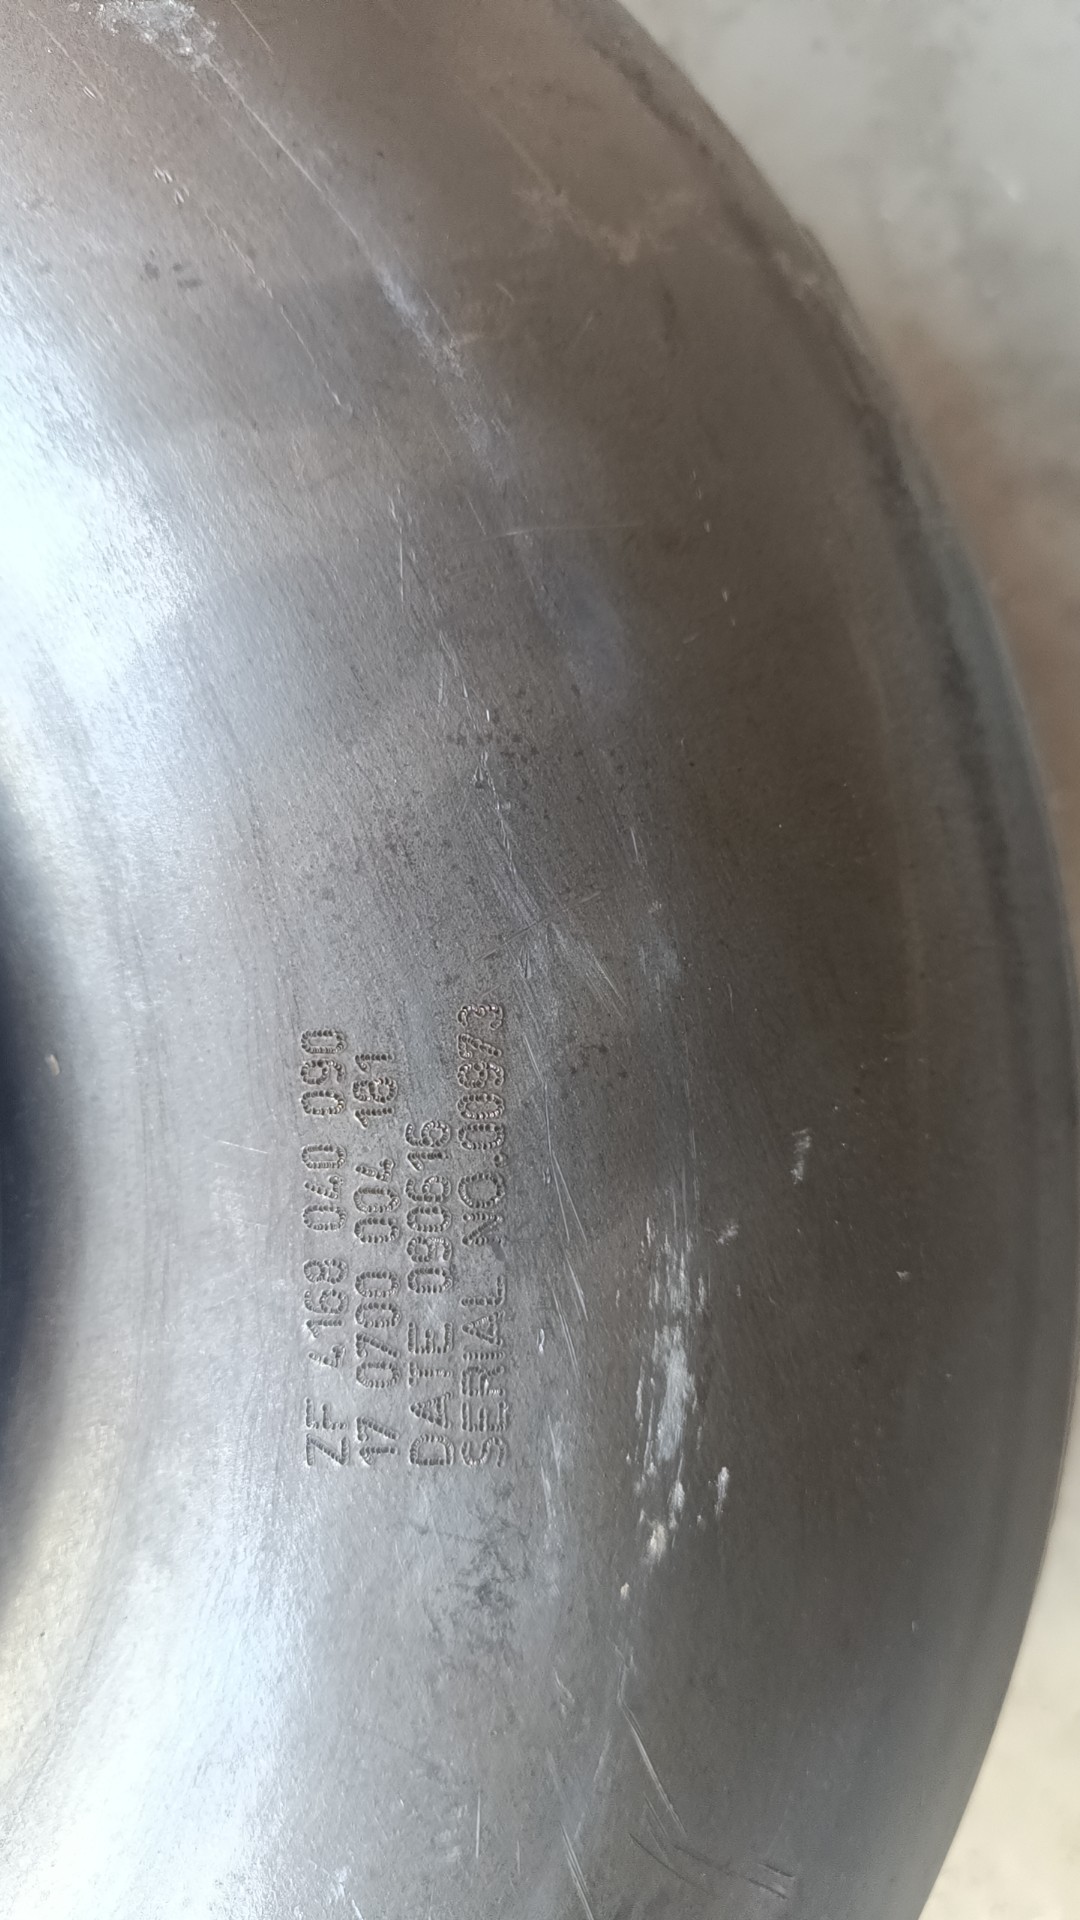 ZF 4168 040 090
17 0700 004 181
DATE 090616
SERIAL NO.00973